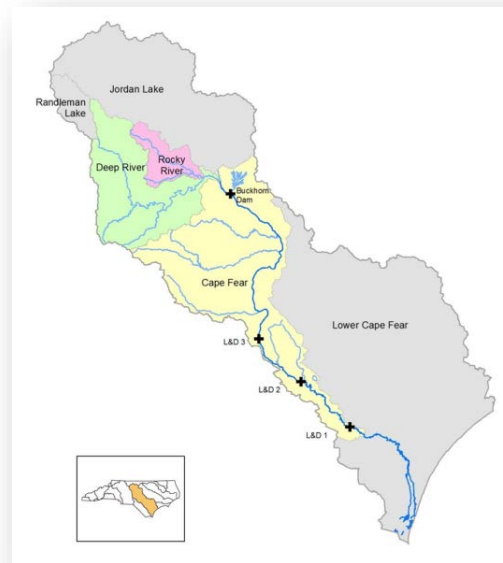 Jordan Lake
Randleman
Lake
Deep River
Rocky
River
Buckhorn
Dam
Cape Fear
Lower Cape Fear
L&D 3
L&D 2
L&D 1